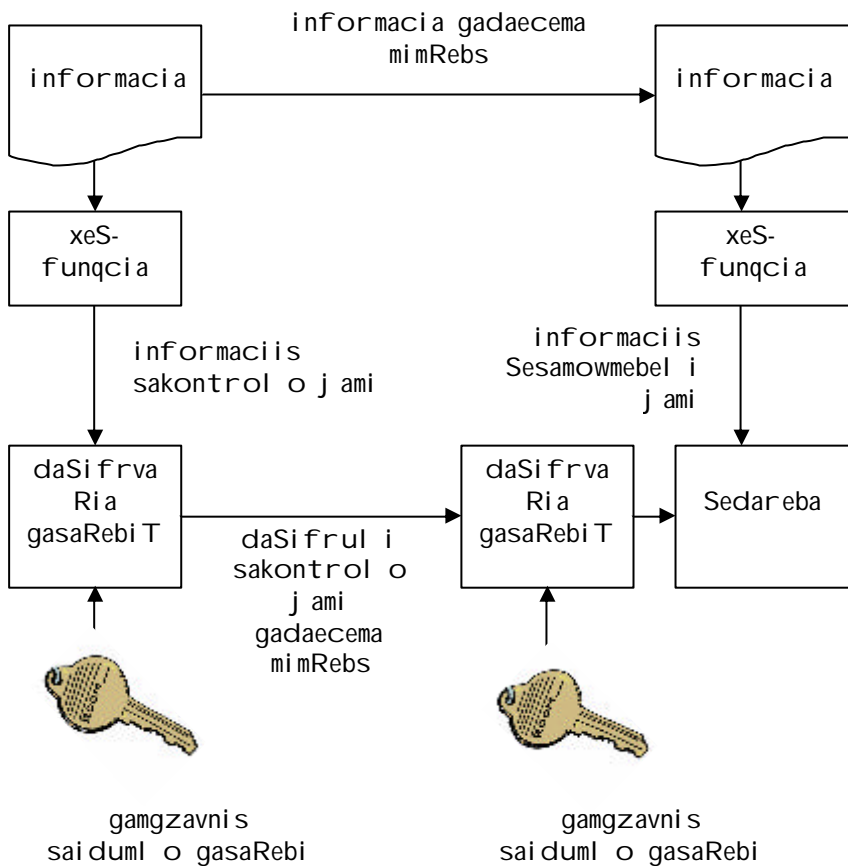 informacia gadaecema
mimRebs
informacia
informacia
xeS-
funqcia
xeS-
funqcia
informaciis
sakontrolo jami
informaciis
Sesamowmebeli
jami
daSifrva
Ria
gasaRebiT
daSifruli
sakontrolo
jami
gadaecema
mimRebs
daSifrva
Ria
gasaRebiT
Sedareba
gamgzavnis
saidumlo gasaRebi
gamgzavnis
saidumlo gasaRebi